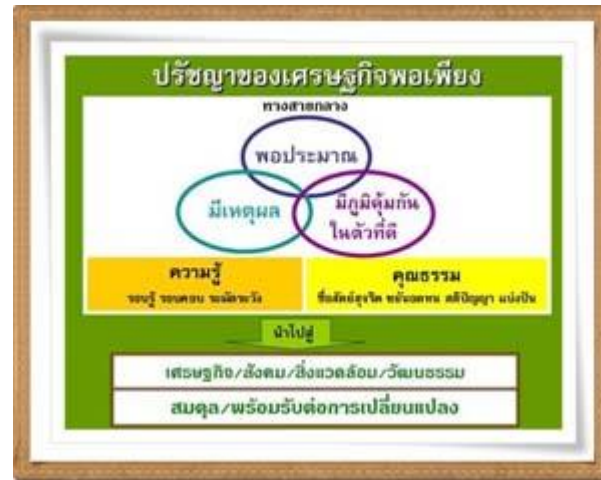 ปรัชญาของเศรษฐกิจพอเพียง
ทางสายกลาง
พอประมาณ
มีเหตุผล
มีภูมิคุ้มกัน
ในตัวที่ดี
ความรู้
รอบรู้ รอบคอบ ระมัดระวัง
คุณธรรม
ซื่อสัตย์สุจริต ขยันอดทน สติปัญญา แบ่งปัน
นำไปสู่
เศรษฐกิจ/สังคม/สิ่งแวดล้อม/วัฒนธรรม
สมดุล/พร้อมรับต่อการเปลี่ยนแปลง